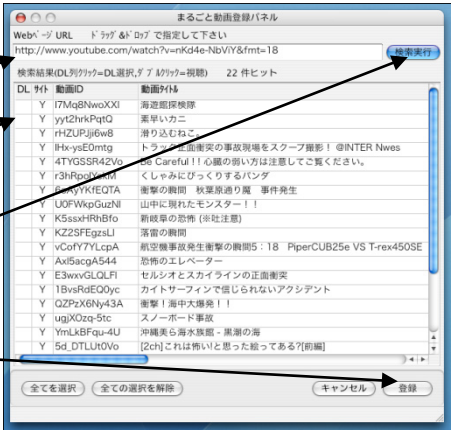 まるごと動画登録パネル
Webページ URL ドラッグ&ドロップで指定して下さい
http://www.youtube.com/watch?v=nKd4e-NbViY&fmt=18 検索実行
検索結果(DL列クリック=DL選択,ダブルクリック=視聴) 22 件ヒット
DL サイト 動画ID 動画タイトル
Y I7Mq8NwoXXI 海遊館探検隊
Y yyt2hrkPqtQ 素早いカニ
Y rHZUPJji6w8 滑り込むねこ。
Y IHx-ysE0mtg トラック正面衝突の事故現場をスクープ撮影! @INTER Nwes
Y 4TYGSSR42Vo Be Careful!!心臓の弱い方は注意してご覧ください。
Y くしゃみにびっくりするパンダ
Y 衝撃の瞬間 秋葉原通り魔 事件発生
Y U0FWkpGuzNI 山中に現れたモンスター!!
Y K5ssxHRhBfo 新岐阜の恐怖 (※吐注意)
Y KZ2SFEgzsLI 落雷の瞬間
Y vCofY7YLcpA 航空機事故発生衝撃の瞬間5:18 PiperCUB25e VS T-rex450SE
Y AxI5acgA544 恐怖のエレベーター
Y E3wxvGLQLFI セルシオとスカイラインの正面衝突
Y 1BvsRdEQ0yc カイトサーフィンで信じられないアクシデント
Y QZPzX6Ny43A 衝撃!海中大爆発!!
Y ugjXOzq-5tc スノーボード事故
Y YmLkBFqu-4U 沖縄美ら海水族館 - 黒潮の海
Y 5d_DTLUt0Vo [2ch]これは怖い!と思った絵ってある?[前編]
全てを選択 全ての選択を解除 キャンセル 登録